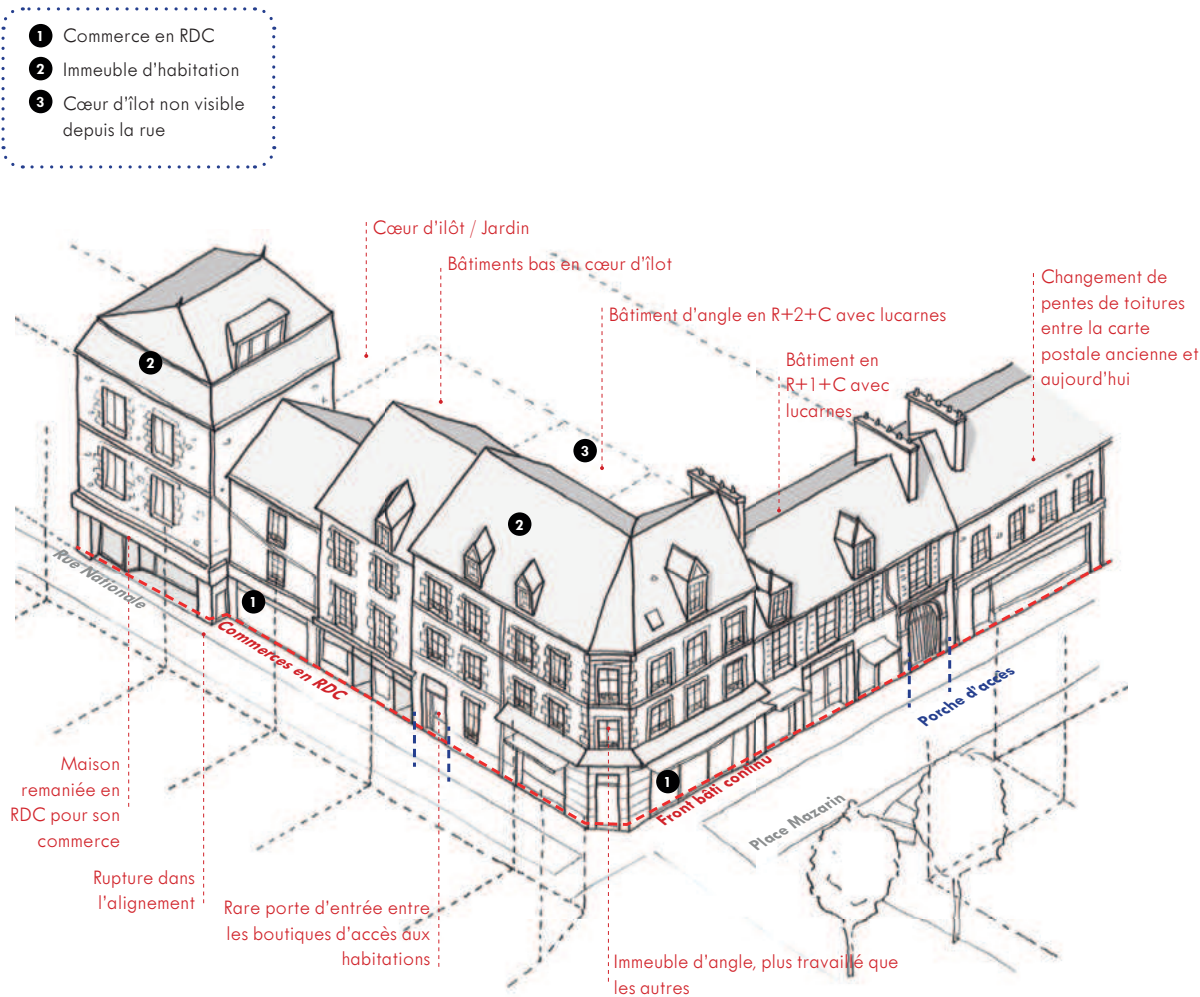 1 Commerce en RDC
2 Immeuble d'habitation
3 Cœur d'îlot non visible
depuis la rue
Cœur d'ilôt / Jardin
Bâtiments bas en cœur d'îlot
Bâtiment d'angle en R+2+C avec lucarnes
Bâtiment en
R+1+C avec
lucarnes
Changement de
pentes de toitures
entre la carte
postale ancienne et
aujourd'hui
2
3
2
1
1
Rue Nationale
Commerces en RDC
Front bâti continu
Porche d'accès
Place Mazarin
Maison
remaniée en
RDC pour son
commerce
Rupture dans
l'alignement
Rare porte d'entrée entre
les boutiques d'accès aux
habitations
Immeuble d'angle, plus travaillé que
les autres